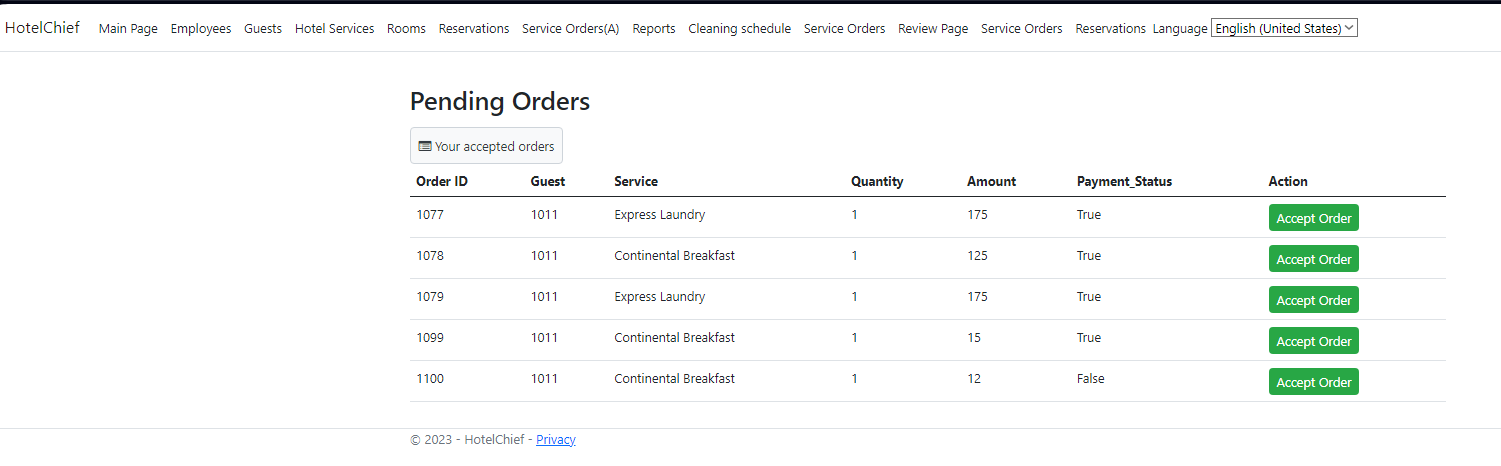 HotelChief Main Page Employees Guests Hotel Services Rooms Reservations Service Orders(A) Reports Cleaning schedule Service Orders Review Page Service Orders Reservations Language English (United States)
Pending Orders
Your accepted orders
Order ID Guest Service Quantity Amount Payment_Status Action
1077 1011 Express Laundry 1 175 True Accept Order
1078 1011 Continental Breakfast 1 125 True Accept Order
1079 1011 Express Laundry 1 175 True Accept Order
1099 1011 Continental Breakfast 1 15 True Accept Order
1100 1011 Continental Breakfast 1 12 False Accept Order
© 2023 - HotelChief - Privacy